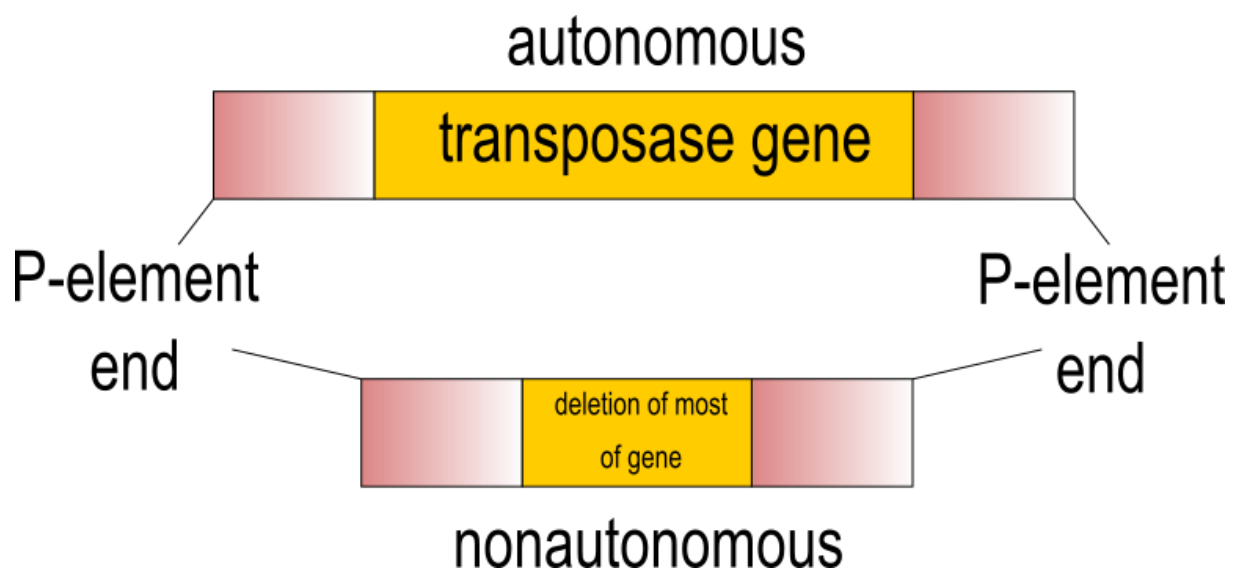 autonomous
transposase gene
P-element
end
P-element
end
deletion of most
of gene
nonautonomous